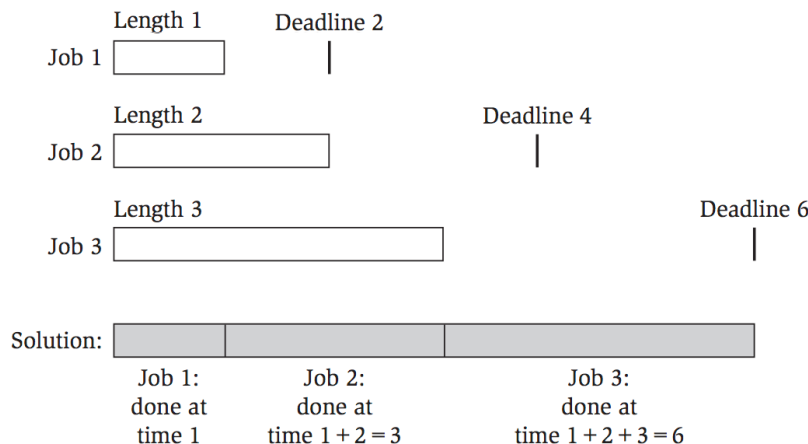 Length 1
Deadline 2
Job 1
Length 2
Deadline 4
Job 2
Length 3
Deadline 6
Job 3
Solution:
Job 1:
done at
time 1
Job 2:
done at
time 1 + 2 = 3
Job 3:
done at
time 1 + 2 + 3 = 6